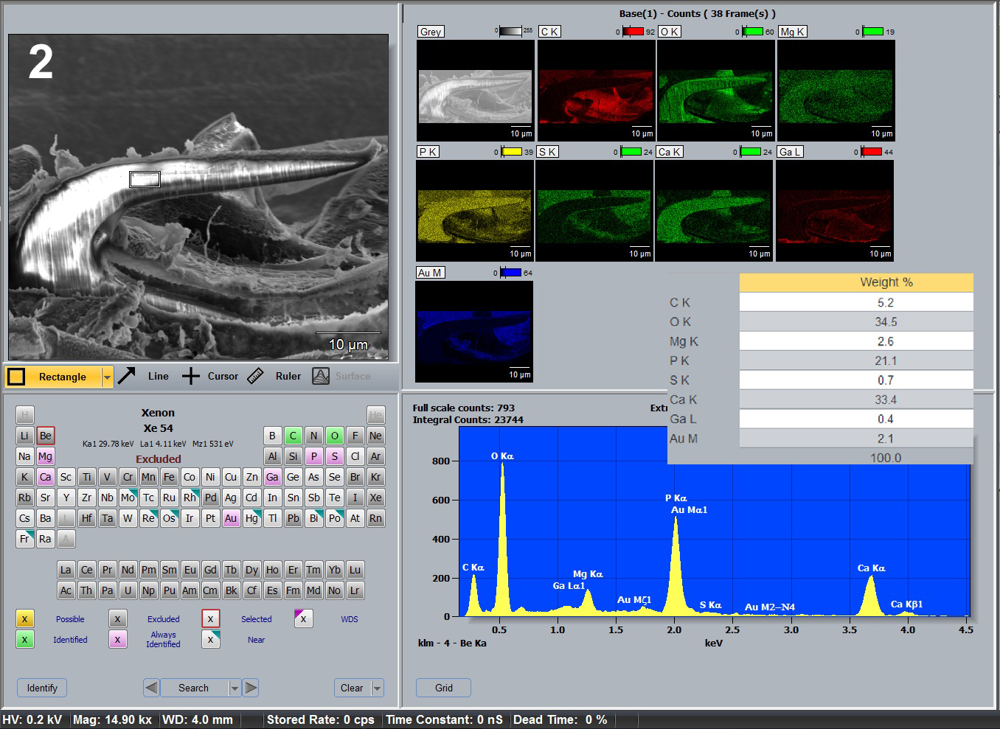 Base(1) - Counts ( 38 Frame(s) )
2
Grey 0 255
C K 0 92
O K 0 60
Mg K 0 19
10 µm
10 µm
10 µm
10 µm
P K 0 39
S K 0 24
Ca K 0 24
Ga L 0 44
10 µm
10 µm
10 µm
10 µm
Au M 0 64
10 µm
10 µm
Weight %
C K 5.2
O K 34.5
Mg K 2.6
P K 21.1
S K 0.7
Ca K 33.4
Ga L 0.4
Au M 2.1
100.0
Rectangle Line Cursor Ruler Surface
Xenon
Xe 54
Ka1 29.78 keV La1 4.11 keV Mz1 531 eV
Excluded
H He
Li Be B C N O F Ne
Na Mg Al Si P S Cl Ar
K Ca Sc Ti V Cr Mn Fe Co Ni Cu Zn Ga Ge As Se Br Kr
Rb Sr Y Zr Nb Mo Tc Ru Rh Pd Ag Cd In Sn Sb Te I Xe
Cs Ba L Hf Ta W Re Os Ir Pt Au Hg Tl Pb Bi Po At Rn
Fr Ra A
La Ce Pr Nd Pm Sm Eu Gd Tb Dy Ho Er Tm Yb Lu
Ac Th Pa U Np Pu Am Cm Bk Cf Es Fm Md No Lr
x Possible x Excluded x Selected x WDS
x Identified x Always Identified x Near
Identify Search Clear
Full scale counts: 793 Extr
Integral Counts: 23744
800
600
400
200
0
O Kα
P Kα
Au Mα1
C Kα
Mg Kα
Ga Lα1
Au Mζ1
S Kα
Au M2--N4
Ca Kα
Ca Kβ1
0.5 1.0 1.5 2.0 2.5 3.0 3.5 4.0 4.5
klm - 4 - Be Ka keV
Grid
HV: 0.2 kV Mag: 14.90 kx WD: 4.0 mm Stored Rate: 0 cps Time Constant: 0 nS Dead Time: 0 %